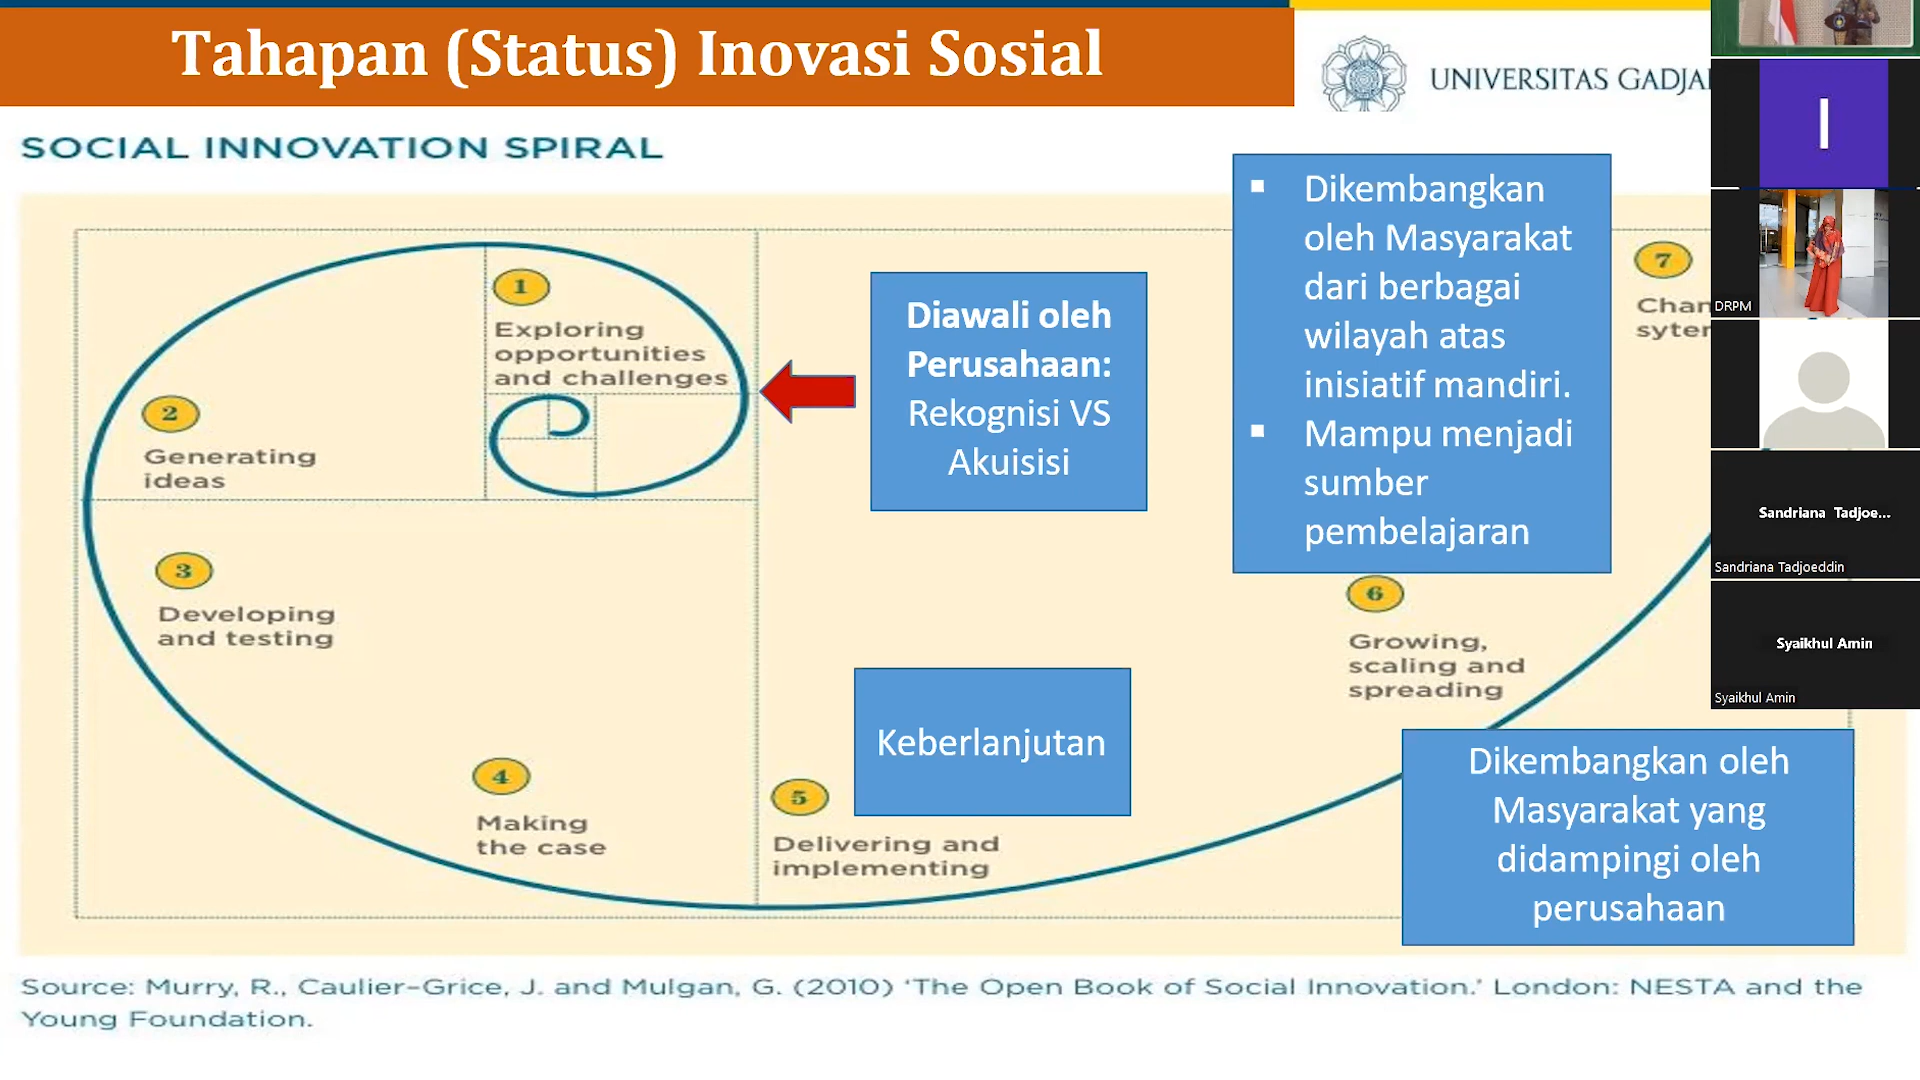 Tahapan (Status) Inovasi Sosial
UNIVERSITAS
SOCIAL INNOVATION SPIRAL
1
Exploring
opportunities
and challenges
2
Generating
ideas
3
Developing
and testing
4
Making
the case
5
Delivering and
implementing
6
Growing,
scaling and
spreading
7
Diawali oleh
Perusahaan:
Rekognisi VS
Akuisisi
▪ Dikembangkan
oleh Masyarakat
dari berbagai
wilayah atas
inisiatif mandiri.
▪ Mampu menjadi
sumber
pembelajaran
Keberlanjutan
Dikembangkan oleh
Masyarakat yang
didampingi oleh
perusahaan
Source: Murry, R., Caulier-Grice, J. and Mulgan, G. (2010) ‘The Open Book of Social Innovation.’ London: NESTA and the
Young Foundation.
I
DRPM
Sandriana Tadjoe...
Sandriana Tadjoeddin
Syaikhul Amin
Syaikhul Amin